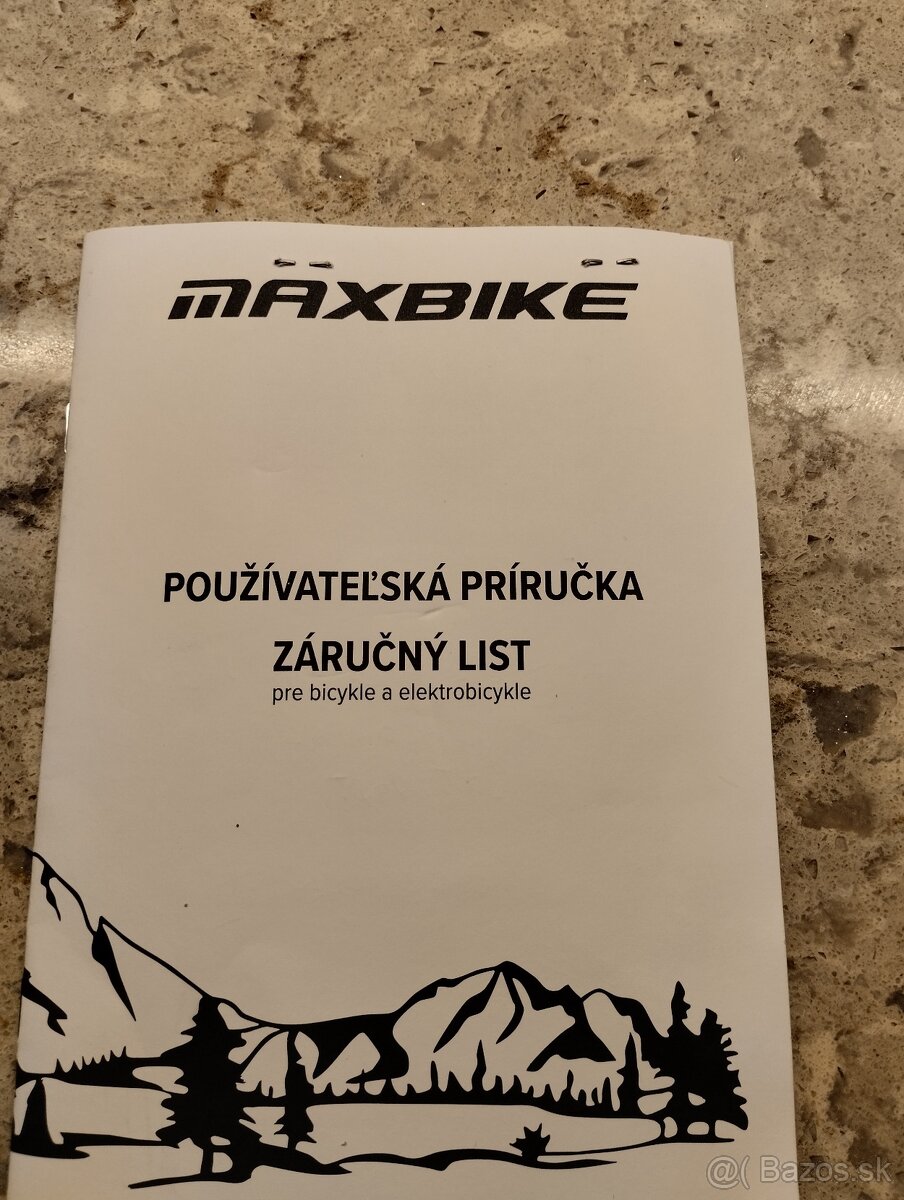 MAXBIKE
POUŽÍVATEĽSKÁ PRÍRUČKA
ZÁRUČNÝ LIST
pre bicykle a elektrobicykle
@( Bazos.sk